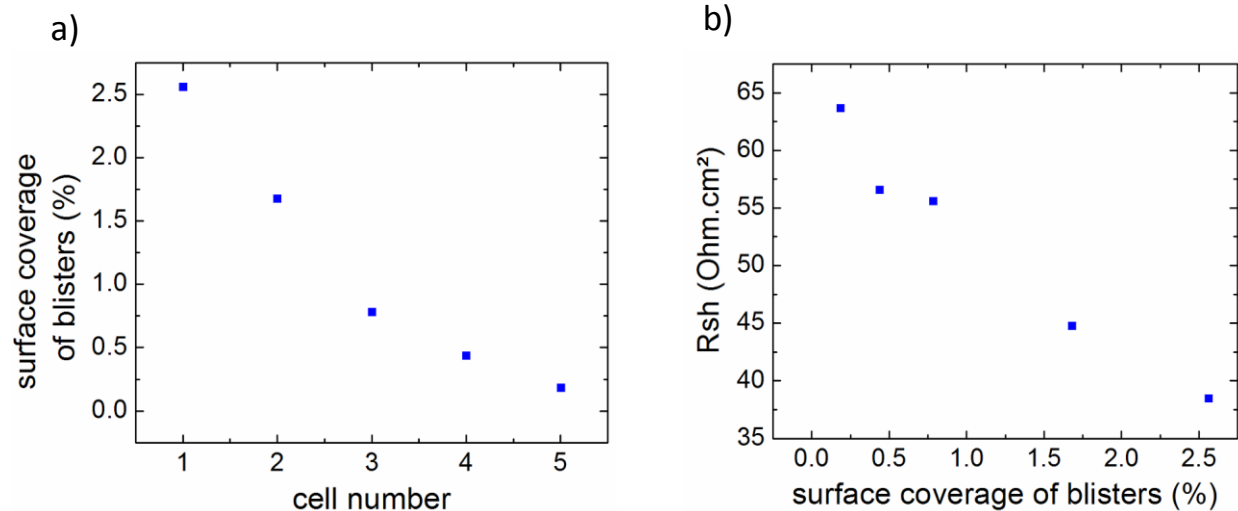 a)
2.5
2.0
1.5
1.0
0.5
0.0
surface coverage
of blisters (%)
1 2 3 4 5
cell number
b)
65
60
55
50
45
40
35
Rsh (Ohm.cm²)
0.0 0.5 1.0 1.5 2.0 2.5
surface coverage of blisters (%)